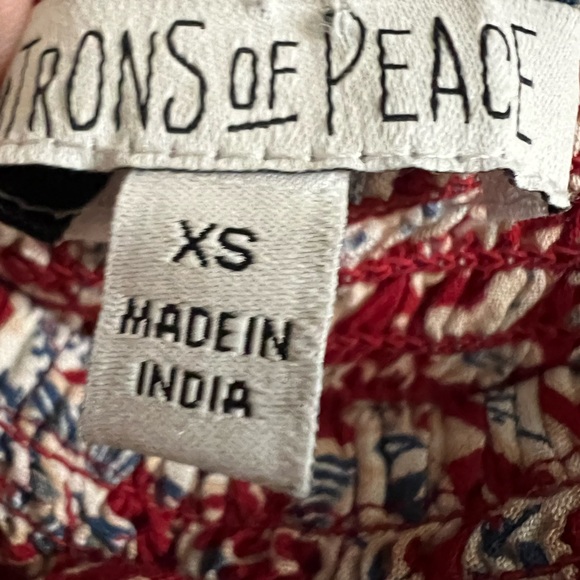 TRONS OF PEACE
XS
MADE IN
INDIA